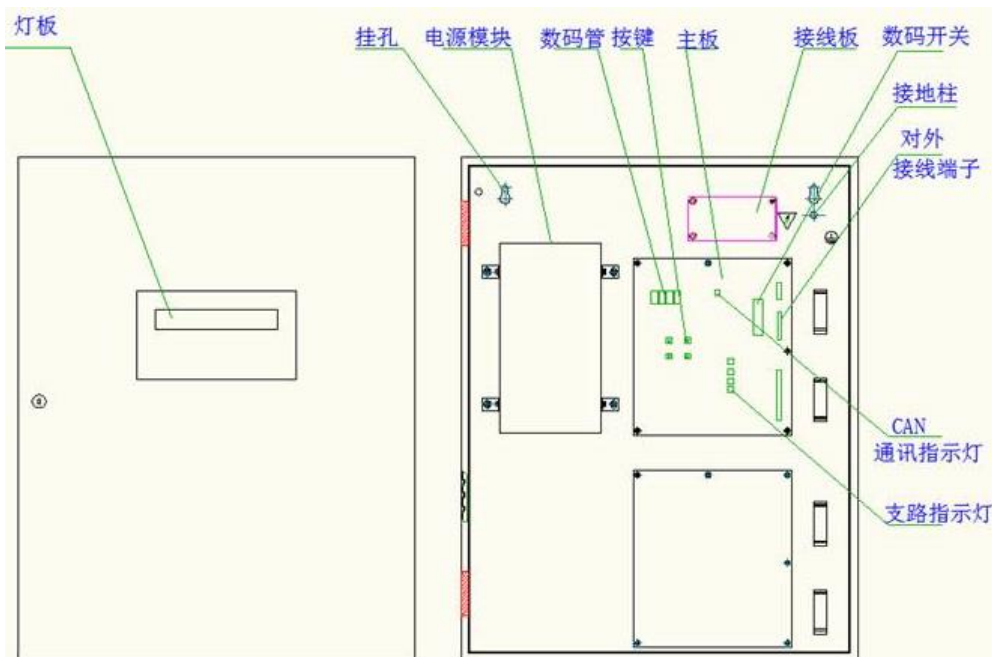 灯板
挂孔
电源模块
数码管
按键
主板
接线板
数码开关
接地柱
对外
接线端子
CAN
通讯指示灯
支路指示灯